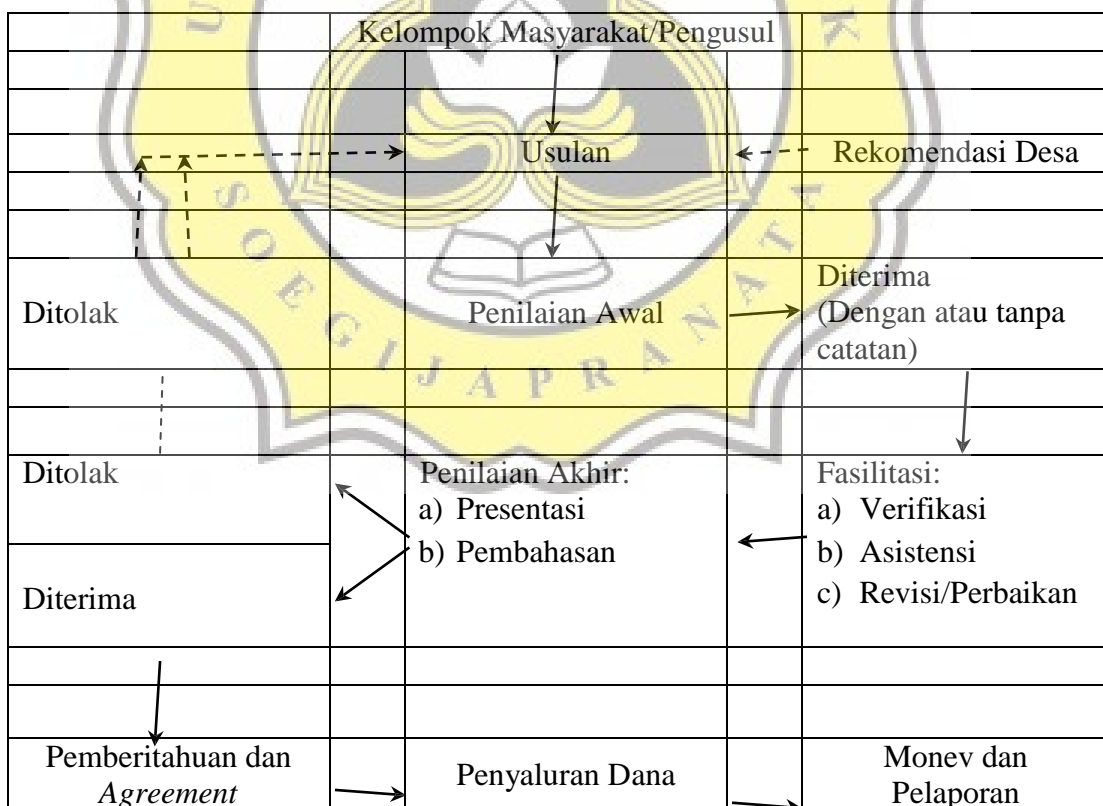 Kelompok Masyarakat/Pengusul
Usulan
Rekomendasi Desa
Ditolak
Penilaian Awal
Diterima
(Dengan atau tanpa
catatan)
Ditolak
Penilaian Akhir:
a) Presentasi
b) Pembahasan
Fasilitasi:
a) Verifikasi
b) Asistensi
c) Revisi/Perbaikan
Diterima
Pemberitahuan dan
Agreement
Penyaluran Dana
Monev dan
Pelaporan
SOEGIJAPRANATA